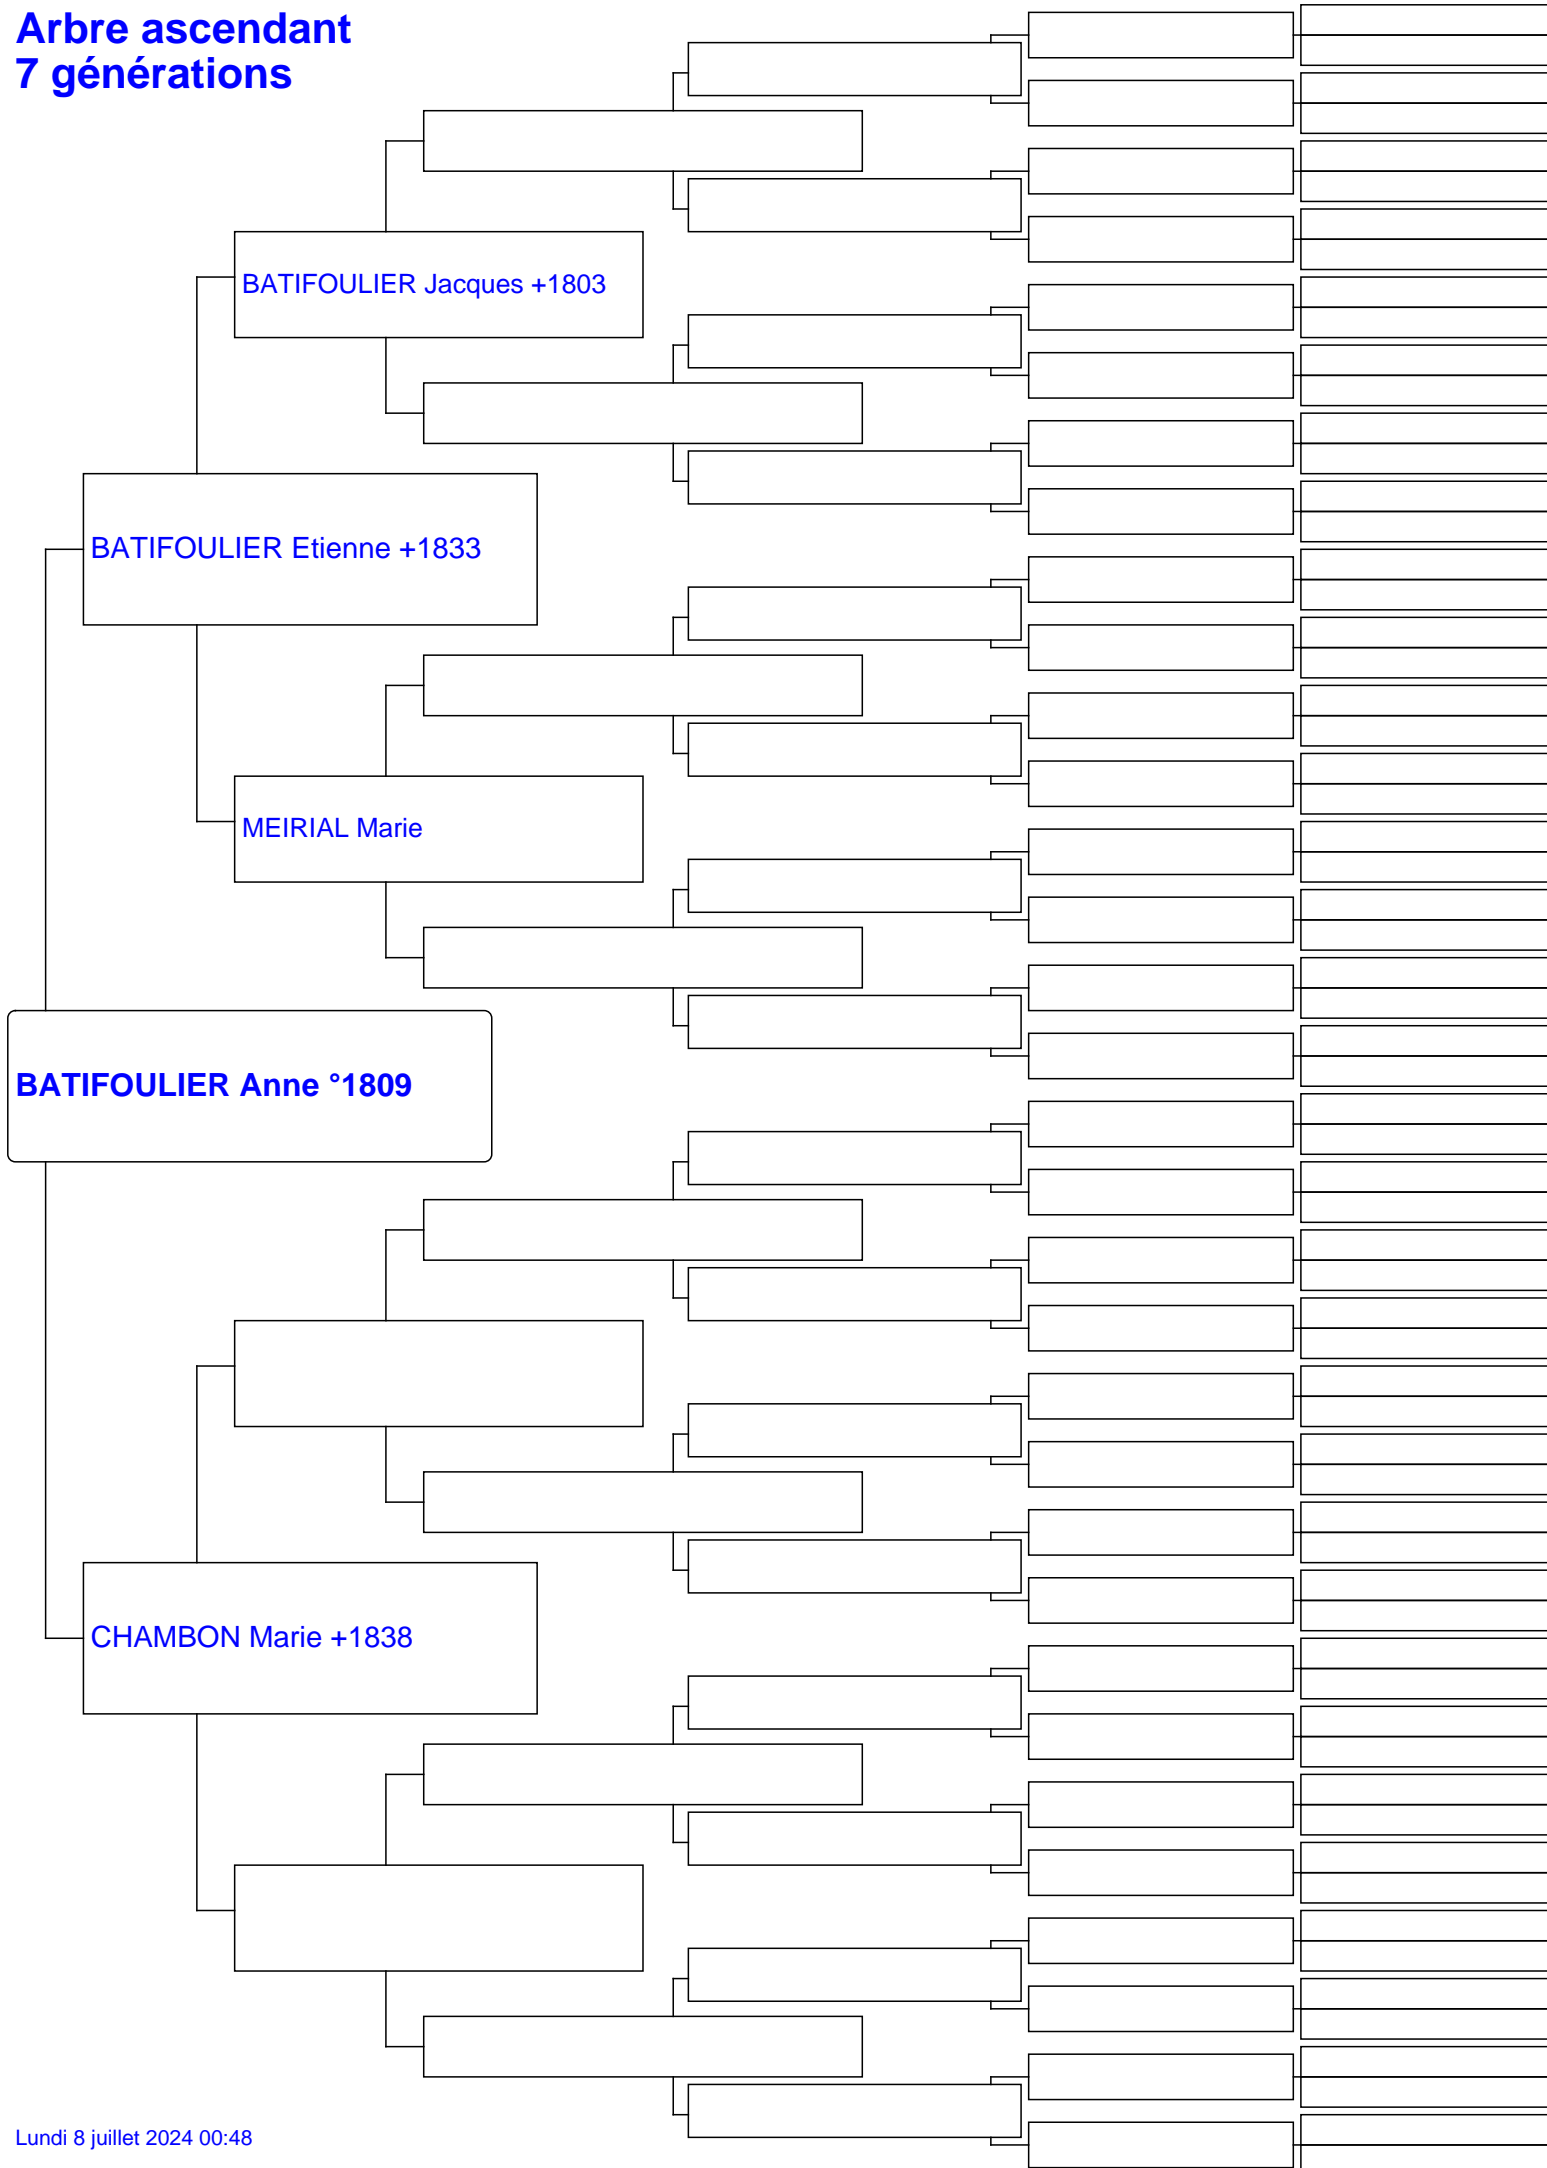 Arbre ascendant
7 générations
BATIFOULIER Jacques +1803
BATIFOULIER Etienne +1833
MEIRIAL Marie
BATIFOULIER Anne °1809
CHAMBON Marie +1838
Lundi 8 juillet 2024 00:48